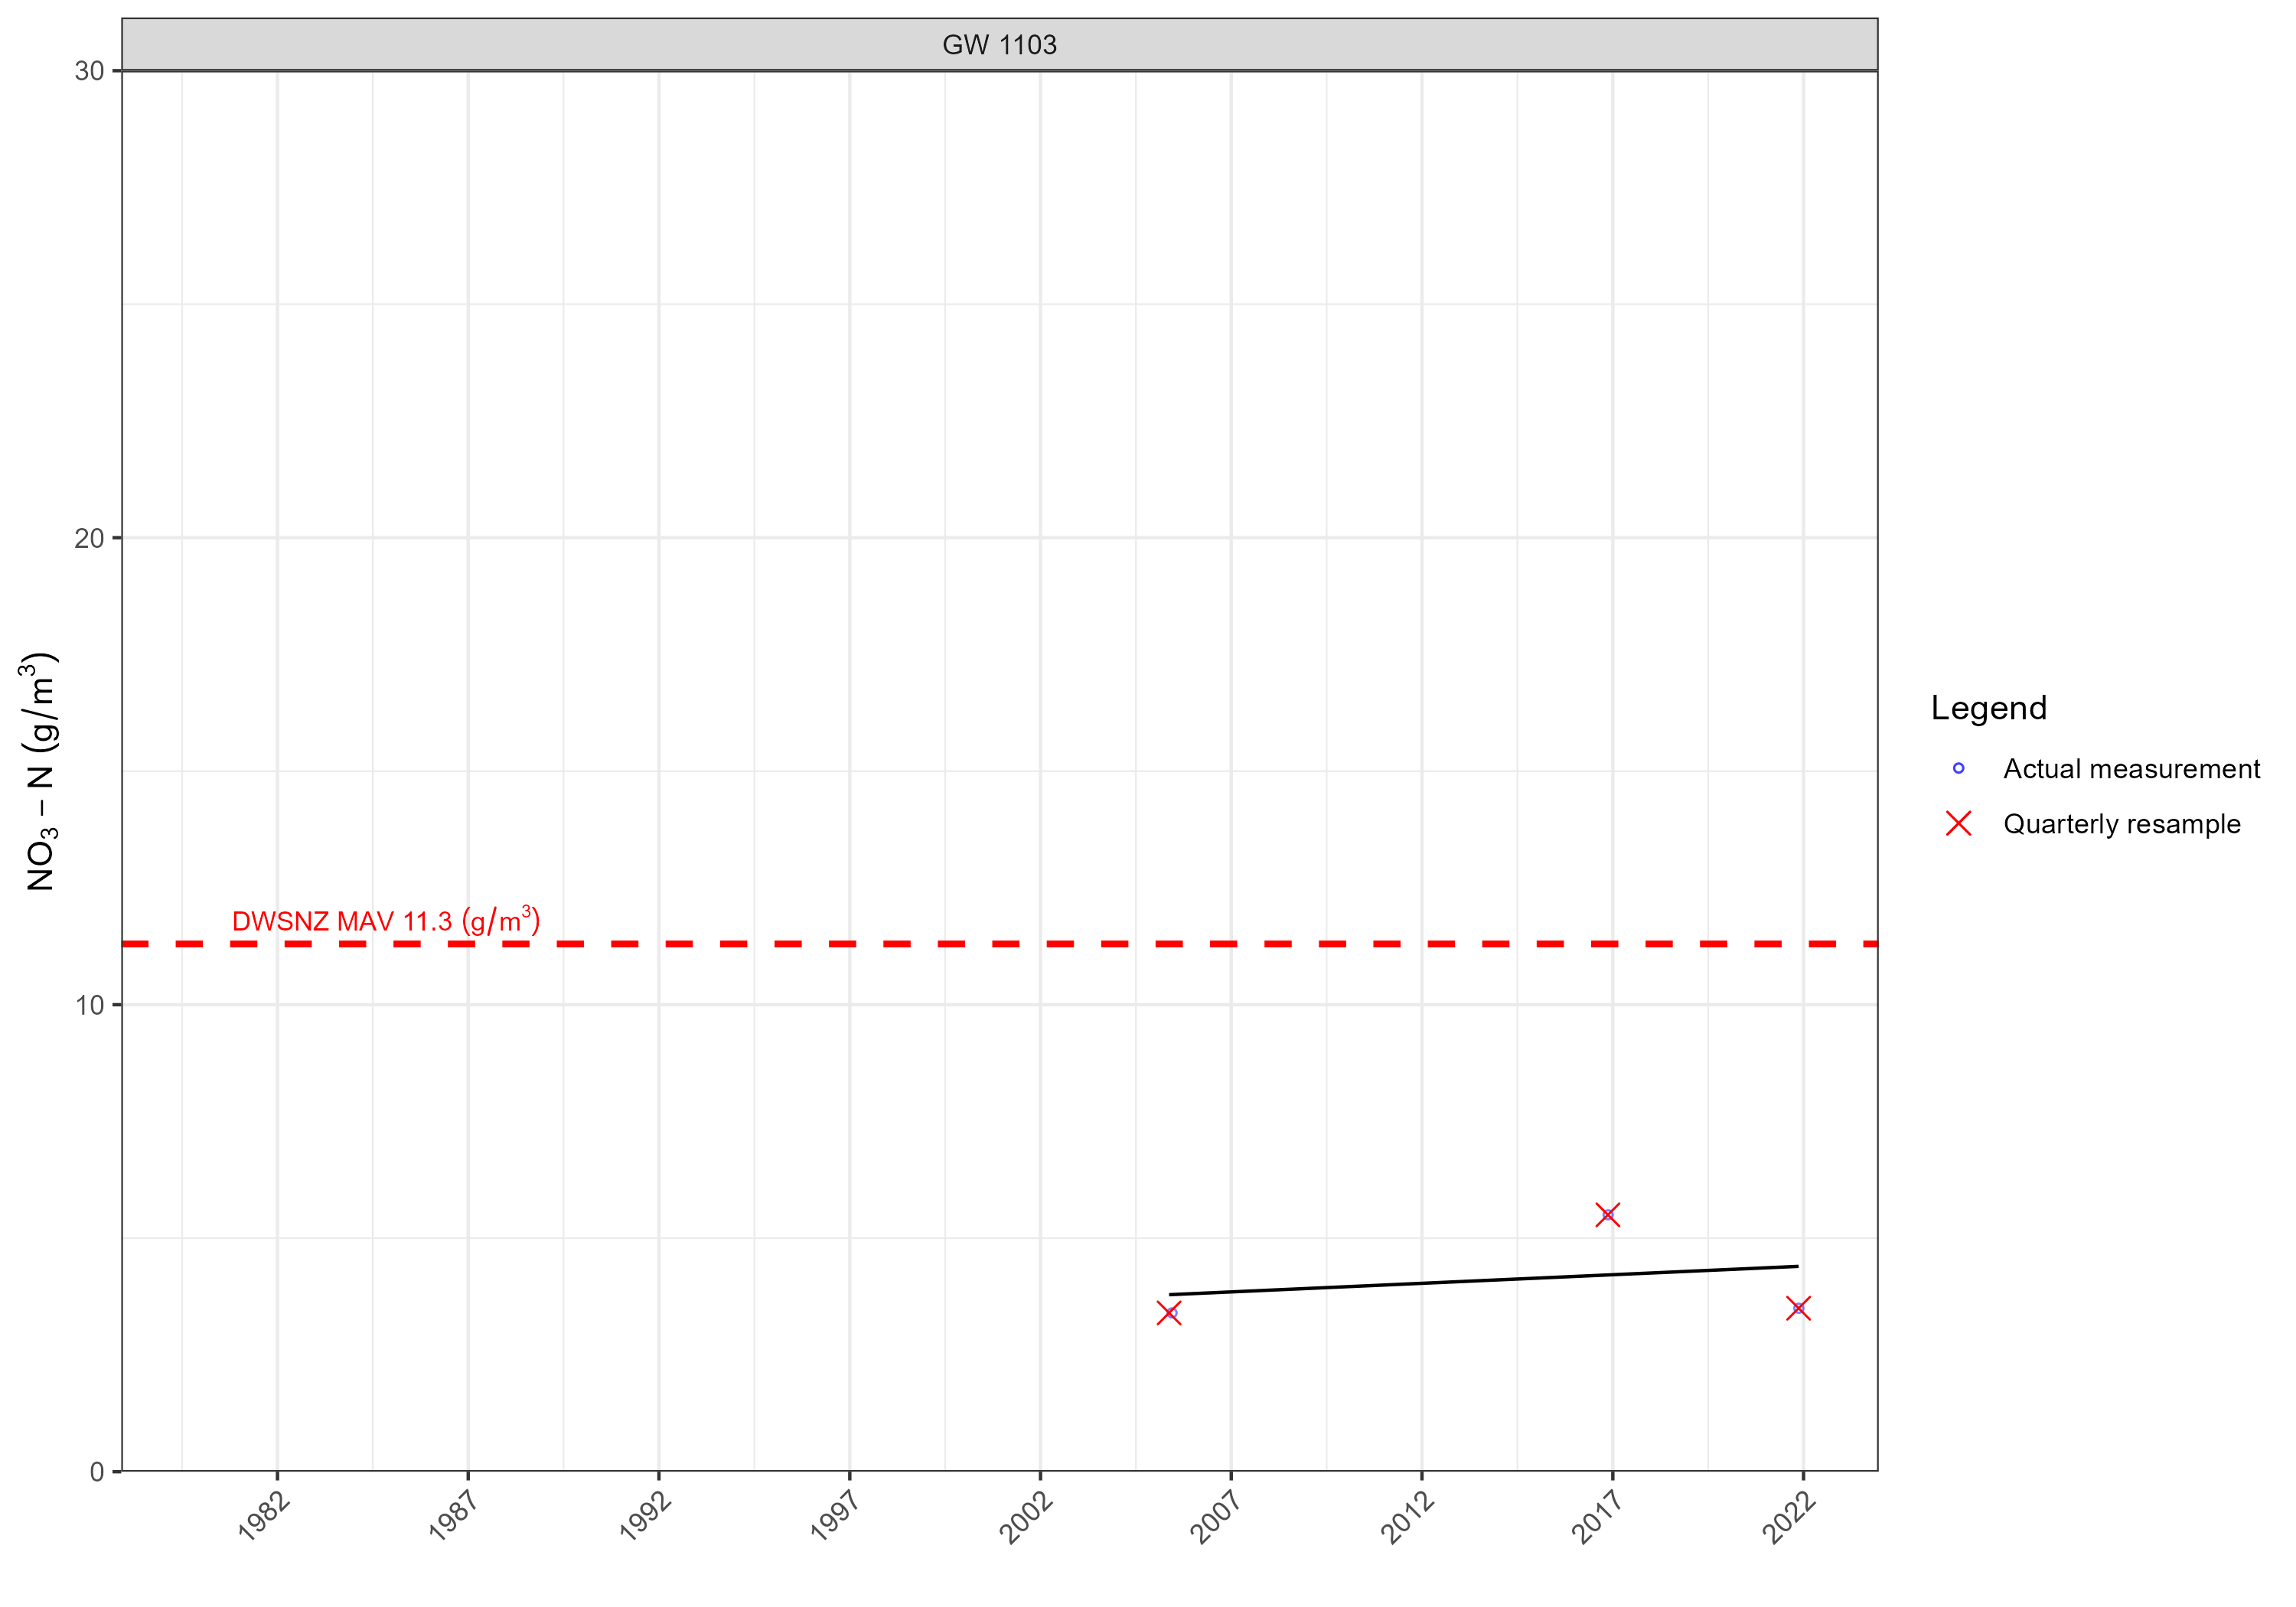 GW 1103
30
20
10
0
NO₃ – N (g/m³)
DWSNZ MAV 11.3 (g/m³)
1982
1987
1992
1997
2002
2007
2012
2017
2022
Legend
Actual measurement
Quarterly resample